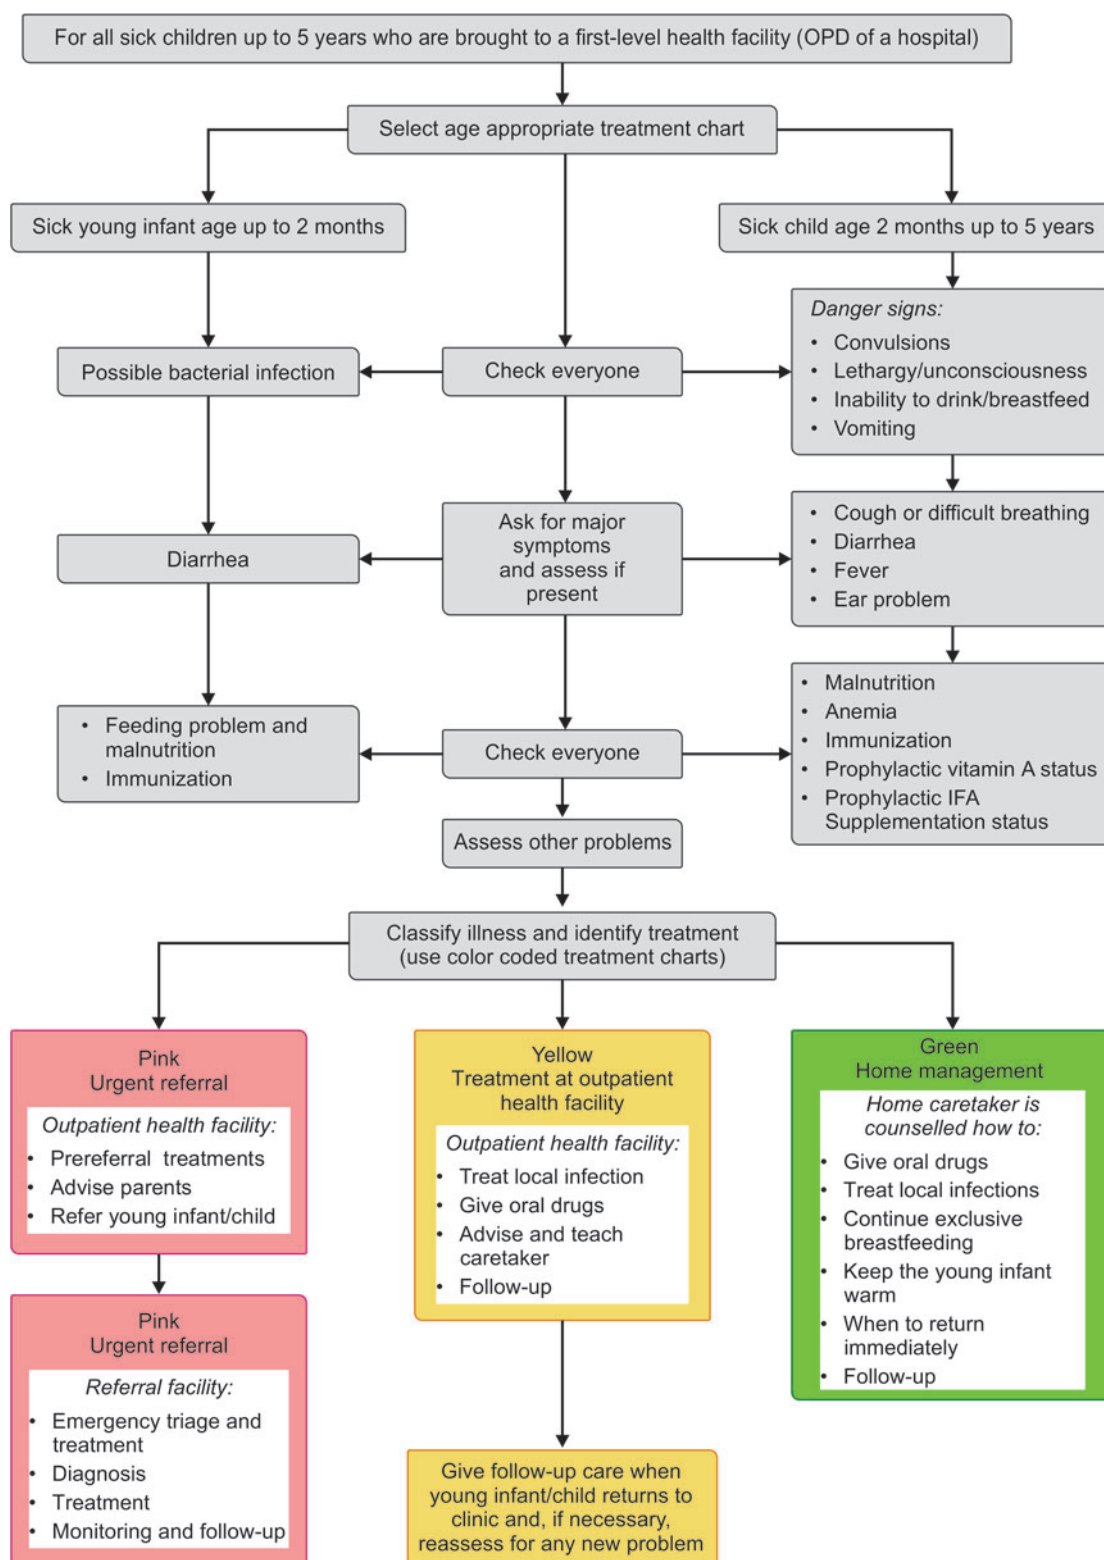 For all sick children up to 5 years who are brought to a first-level health facility (OPD of a hospital)
Select age appropriate treatment chart
Sick young infant age up to 2 months
Sick child age 2 months up to 5 years
Possible bacterial infection
Check everyone
Danger signs:
• Convulsions
• Lethargy/unconsciousness
• Inability to drink/breastfeed
• Vomiting
Diarrhea
Ask for major
symptoms
and assess if
present
• Cough or difficult breathing
• Diarrhea
• Fever
• Ear problem
• Feeding problem and
malnutrition
• Immunization
Check everyone
• Malnutrition
• Anemia
• Immunization
• Prophylactic vitamin A status
• Prophylactic IFA
Supplementation status
Assess other problems
Classify illness and identify treatment
(use color coded treatment charts)
Pink
Urgent referral
Outpatient health facility:
• Prereferral treatments
• Advise parents
• Refer young infant/child
Pink
Urgent referral
Referral facility:
• Emergency triage and
treatment
• Diagnosis
• Treatment
• Monitoring and follow-up
Yellow
Treatment at outpatient
health facility
Outpatient health facility:
• Treat local infection
• Give oral drugs
• Advise and teach
caretaker
• Follow-up
Give follow-up care when
young infant/child returns to
clinic and, if necessary,
reassess for any new problem
Green
Home management
Home caretaker is
counselled how to:
• Give oral drugs
• Treat local infections
• Continue exclusive
breastfeeding
• Keep the young infant
warm
• When to return
immediately
• Follow-up